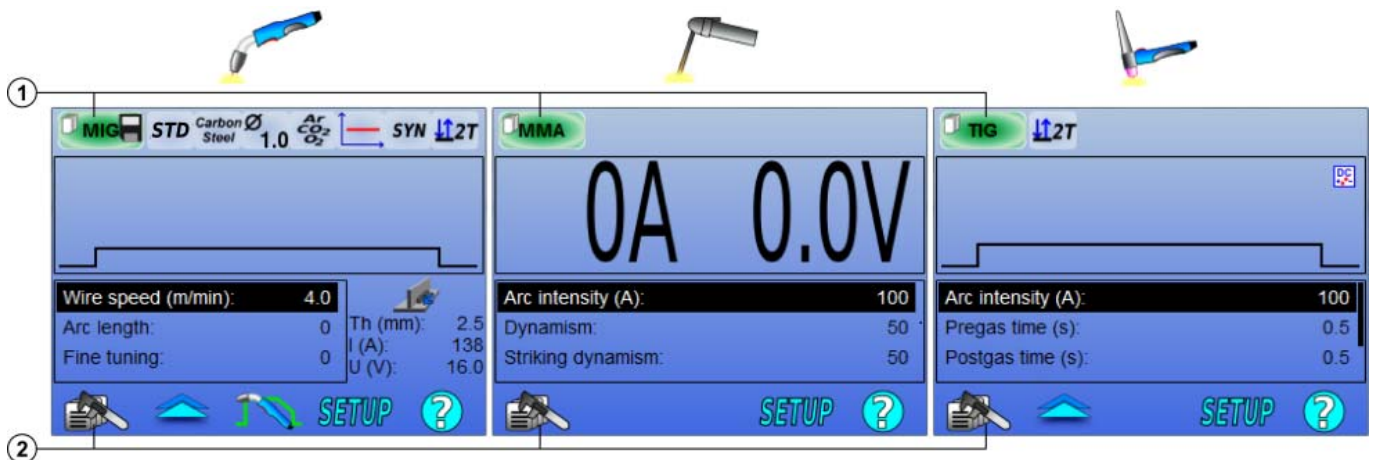 1
MIG STD Carbon Steel Ø 1.0 Ar CO2 O2 SYN 2T
Wire speed (m/min): 4.0
Arc length: 0
Fine tuning: 0
Th (mm): 2.5
I (A): 138
U (V): 16.0
SETUP ?
MMA
0A 0.0V
Arc intensity (A): 100
Dynamism: 50
Striking dynamism: 50
SETUP ?
TIG 2T
DC
Arc intensity (A): 100
Pregas time (s): 0.5
Postgas time (s): 0.5
SETUP ?
2